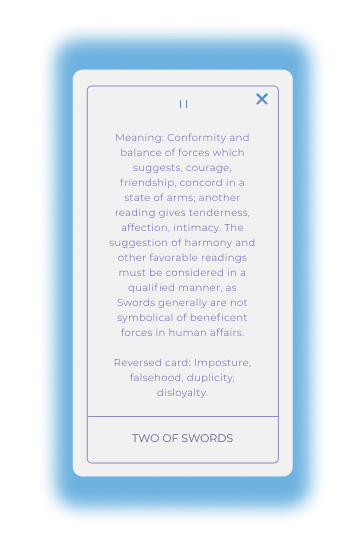 II
Meaning: Conformity and
balance of forces which
suggests, courage,
friendship, concord in a
state of arms; another
reading gives tenderness,
affection, intimacy. The
suggestion of harmony and
other favorable readings
must be considered in a
qualified manner, as
Swords generally are not
symbolical of beneficent
forces in human affairs.
Reversed card: Imposture,
falsehood, duplicity,
disloyalty.
TWO OF SWORDS